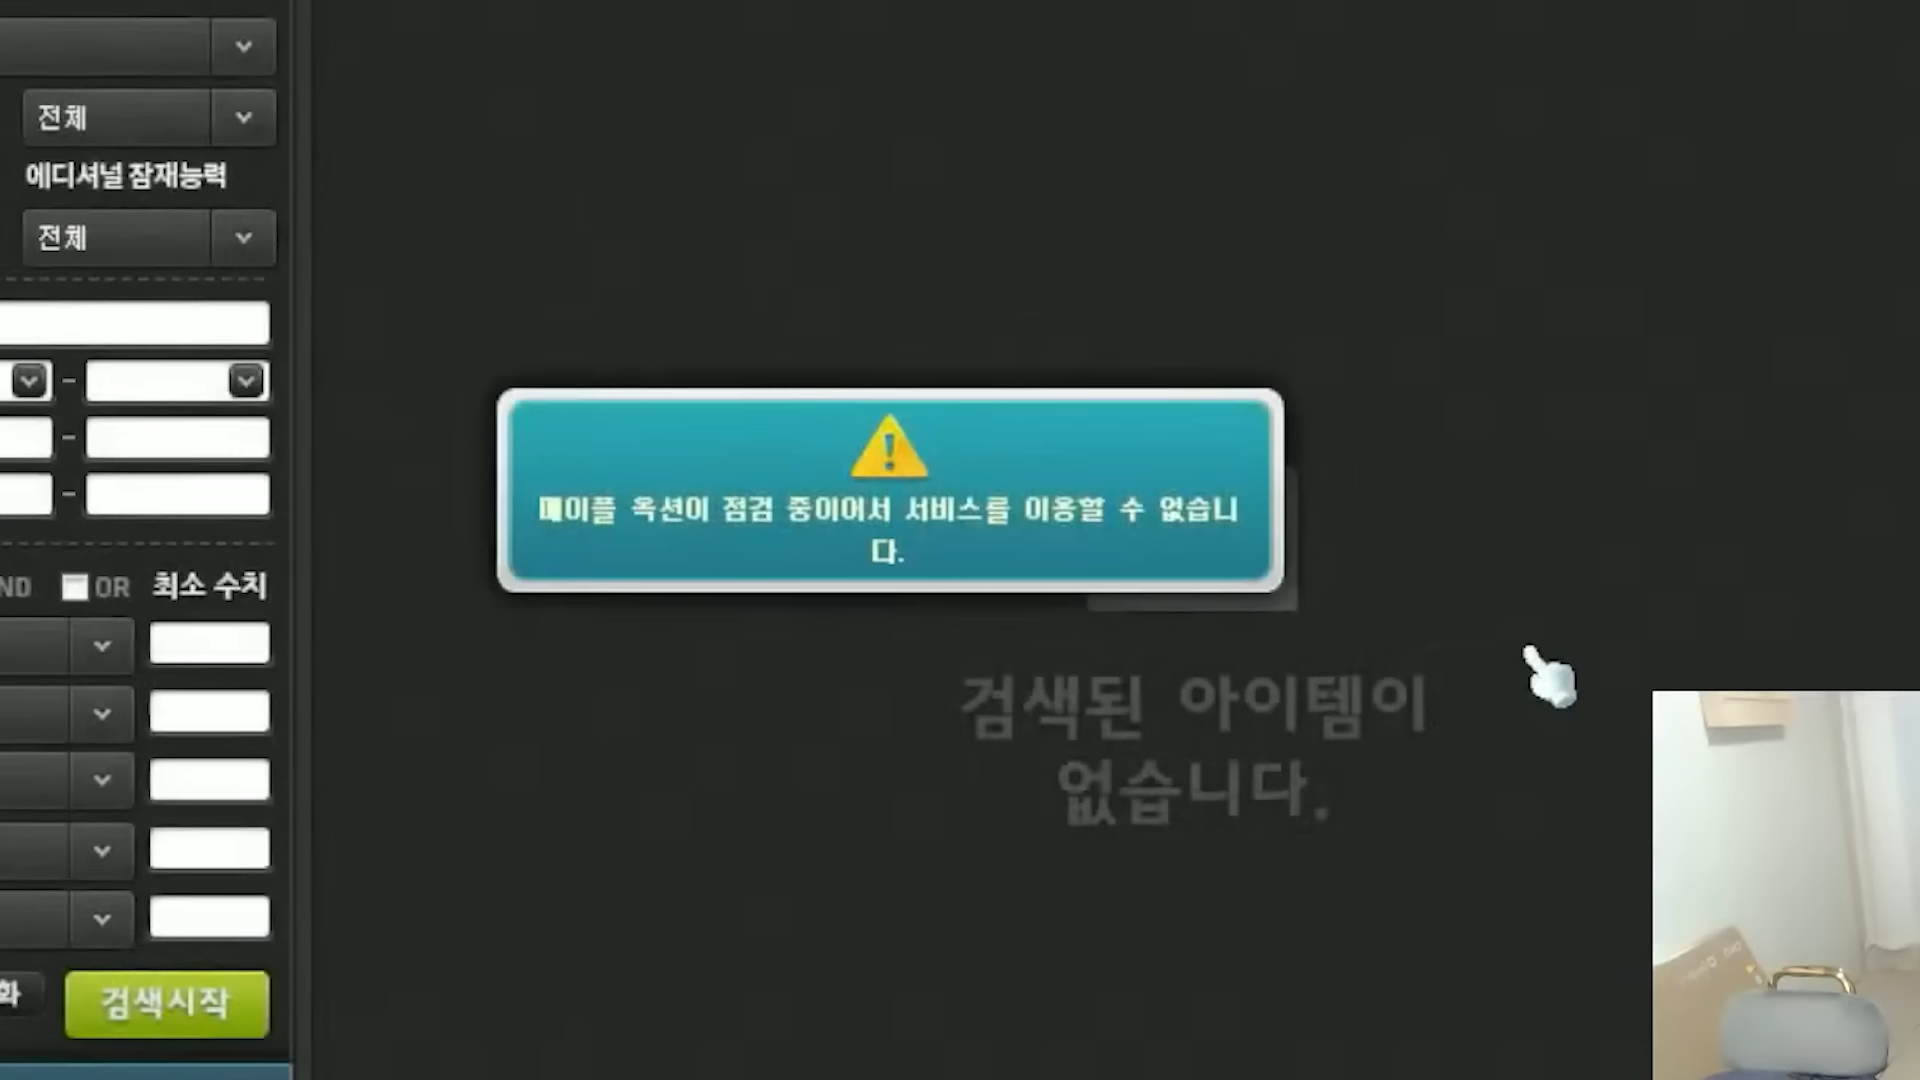 전체
에디셔널 잠재능력
전체
메이플 옥션이 점검 중이어서 서비스를 이용할 수 없습니
다.
ND OR 최소 수치
검색된 아이템이
없습니다.
화 검색시작